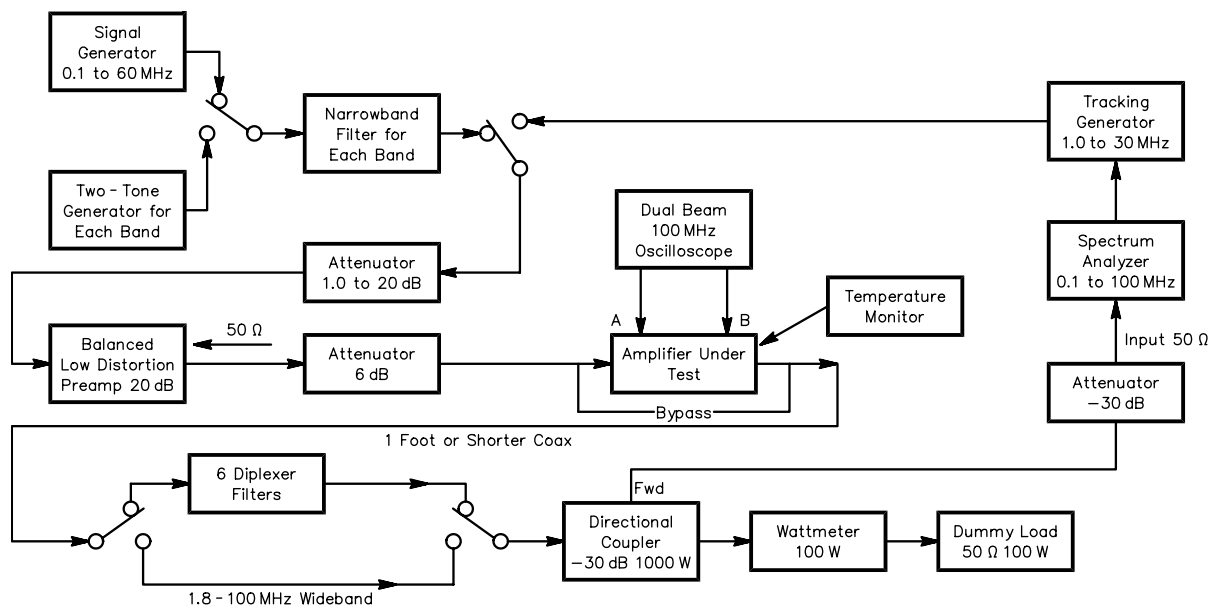 Signal
Generator
0.1 to 60 MHz
Narrowband
Filter for
Each Band
Tracking
Generator
1.0 to 30 MHz
Two-Tone
Generator for
Each Band
Dual Beam
100 MHz
Oscilloscope
Spectrum
Analyzer
0.1 to 100 MHz
Attenuator
1.0 to 20 dB
Temperature
Monitor
A
B
50 Ω
Input 50 Ω
Balanced
Low Distortion
Preamp 20 dB
Attenuator
6 dB
Amplifier Under
Test
Attenuator
−30 dB
Bypass
1 Foot or Shorter Coax
6 Diplexer
Filters
Fwd
Directional
Coupler
−30 dB 1000 W
Wattmeter
100 W
Dummy Load
50 Ω 100 W
1.8-100 MHz Wideband